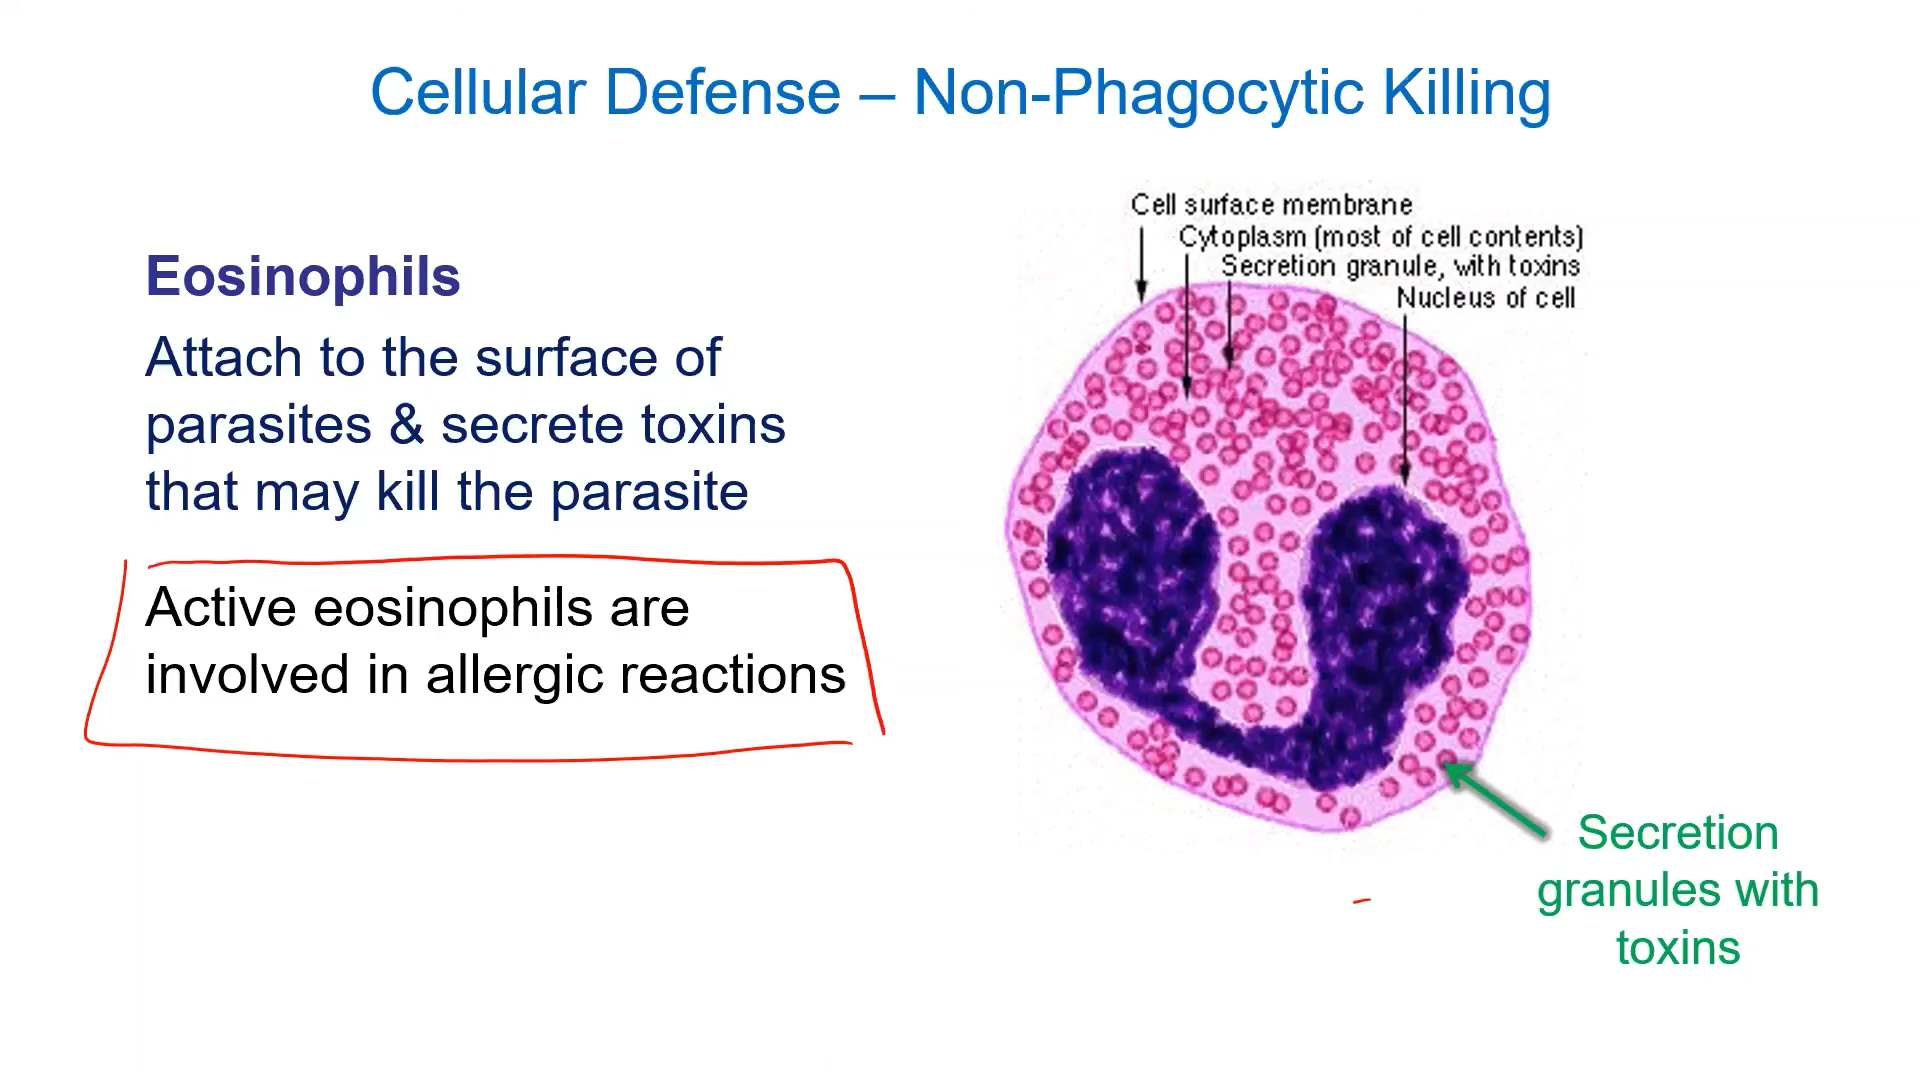 Cellular Defense – Non-Phagocytic Killing
Eosinophils
Attach to the surface of
parasites & secrete toxins
that may kill the parasite
Active eosinophils are
involved in allergic reactions
Cell surface membrane
Cytoplasm (most of cell contents)
Secretion granule, with toxins
Nucleus of cell
Secretion
granules with
toxins